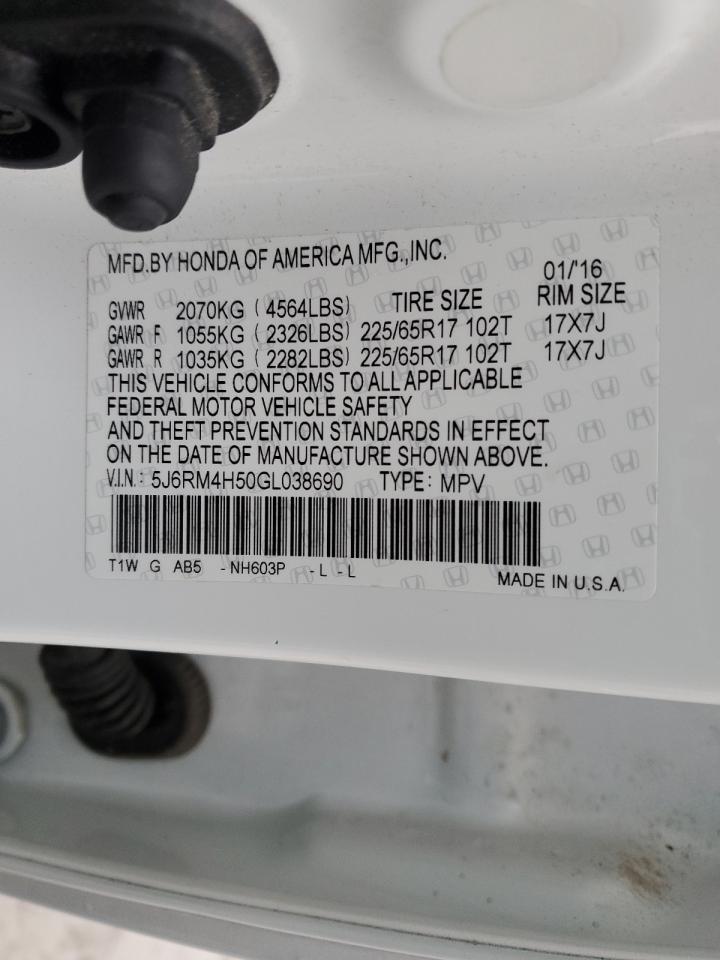 MFD.BY HONDA OF AMERICA MFG.,INC.
01/'16
GVWR 2070KG ( 4564LBS) TIRE SIZE RIM SIZE
GAWR F 1055KG ( 2326LBS) 225/65R17 102T 17X7J
GAWR R 1035KG ( 2282LBS) 225/65R17 102T 17X7J
THIS VEHICLE CONFORMS TO ALL APPLICABLE
FEDERAL MOTOR VEHICLE SAFETY
AND THEFT PREVENTION STANDARDS IN EFFECT
ON THE DATE OF MANUFACTURE SHOWN ABOVE.
V.I.N.: 5J6RM4H50GL038690 TYPE: MPV
T1W G AB5 - NH603P - L - L
MADE IN U.S.A.